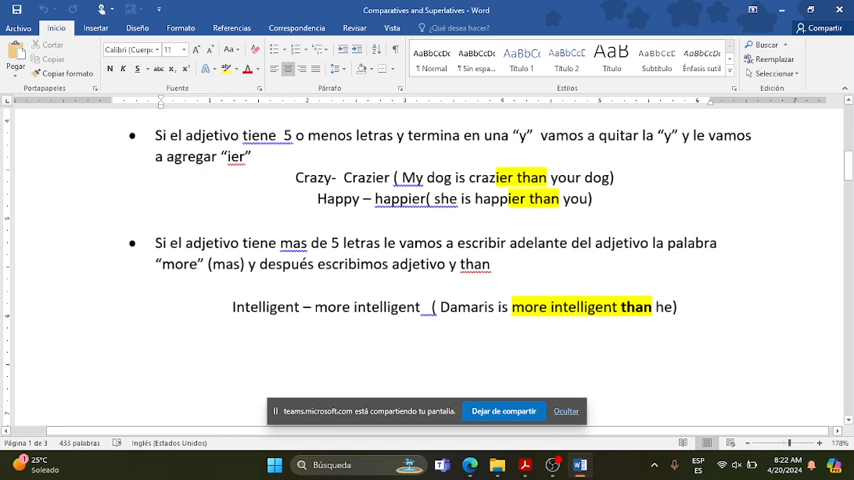 Comparatives and Superlatives - Word
Archivo Inicio Insertar Diseño Formato Referencias Correspondencia Revisar Vista ¿Qué desea hacer? Compartir
Pegar
Cortar
Copiar
Copiar formato
Calibri (Cuerpo) 11
N K S abc x₂ x²
AaBbCcDc AaBbCcDc AaBbCc AaBbCcD AaB AaBbCcD AaBbCcDc
¶ Normal ¶ Sin espa... Título 1 Título 2 Título Subtítulo Énfasis sutil
Buscar
Reemplazar
Seleccionar
Portapapeles Fuente Párrafo Estilos Edición
• Si el adjetivo tiene 5 o menos letras y termina en una “y” vamos a quitar la “y” y le vamos
a agregar “ier”
Crazy- Crazier ( My dog is crazier than your dog)
Happy – happier( she is happier than you)
• Si el adjetivo tiene mas de 5 letras le vamos a escribir adelante del adjetivo la palabra
“more” (mas) y después escribimos adjetivo y than
Intelligent – more intelligent ( Damaris is more intelligent than he)
teams.microsoft.com está compartiendo tu pantalla. Dejar de compartir Ocultar
Página 1 de 3 433 palabras Inglés (Estados Unidos) 178%
25°C
Soleado
Búsqueda
ESP
ES
8:22 AM
4/20/2024